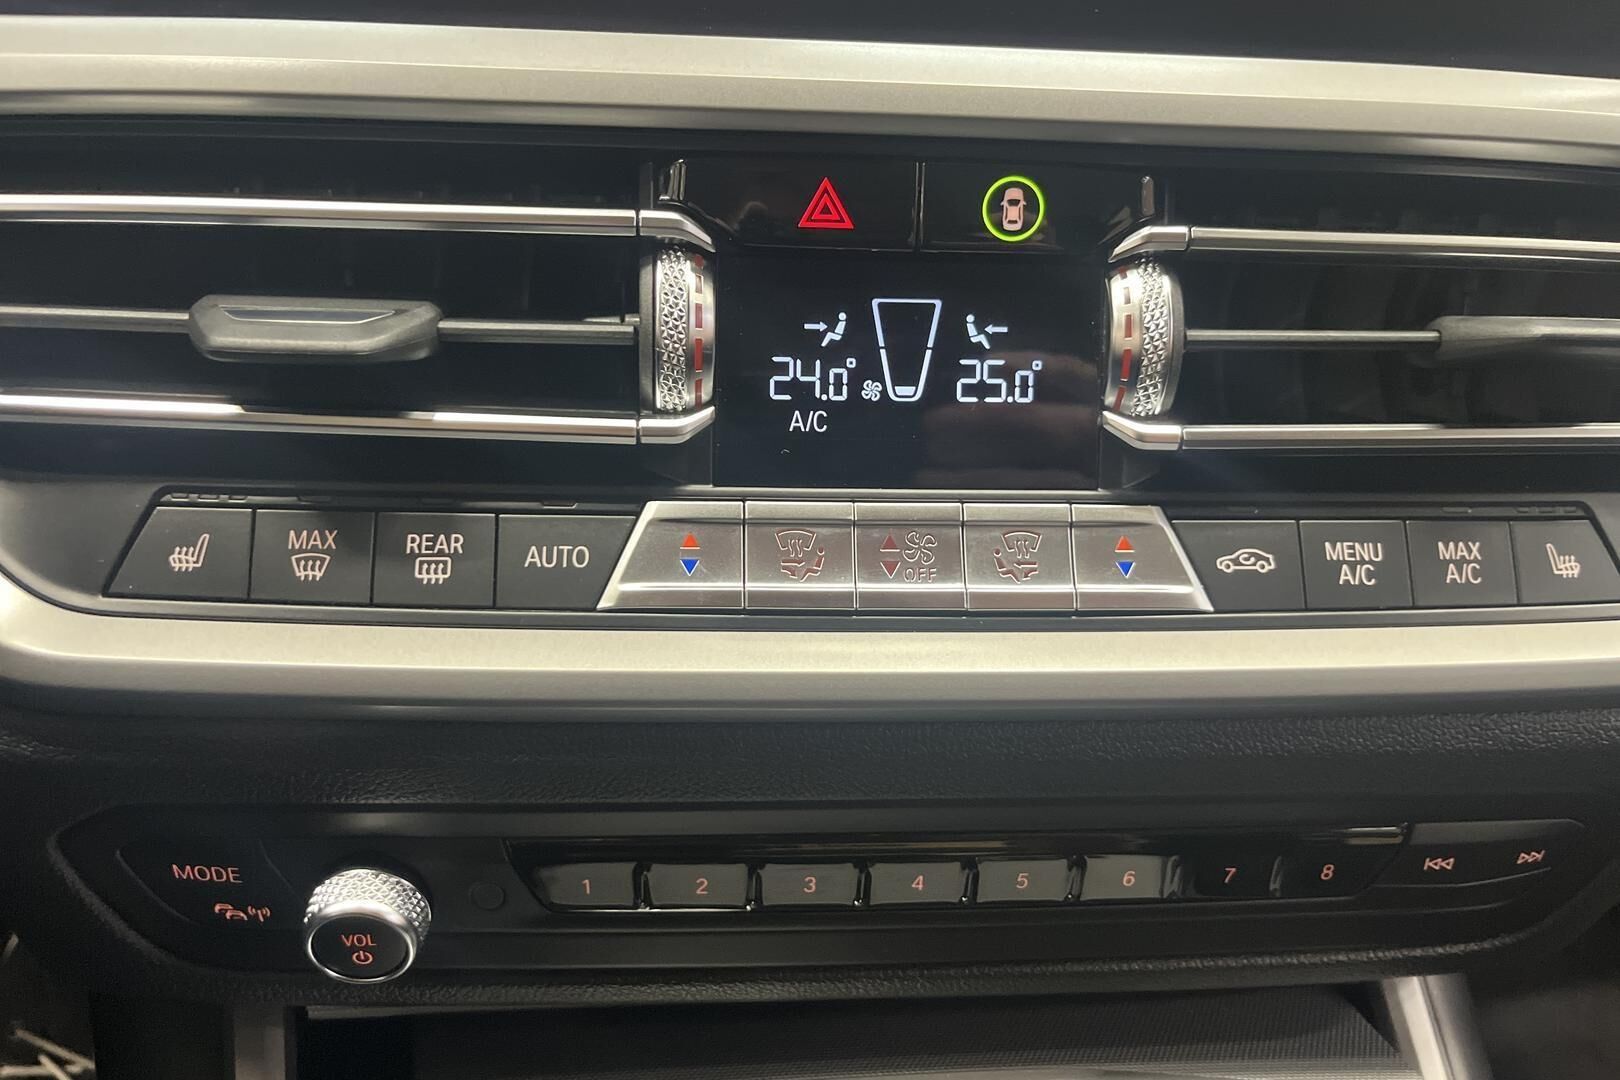 24.0° 25.0°
A/C
MAX
REAR
AUTO
OFF
MENU
A/C
MAX
A/C
MODE
VOL
1 2 3 4 5 6 7 8